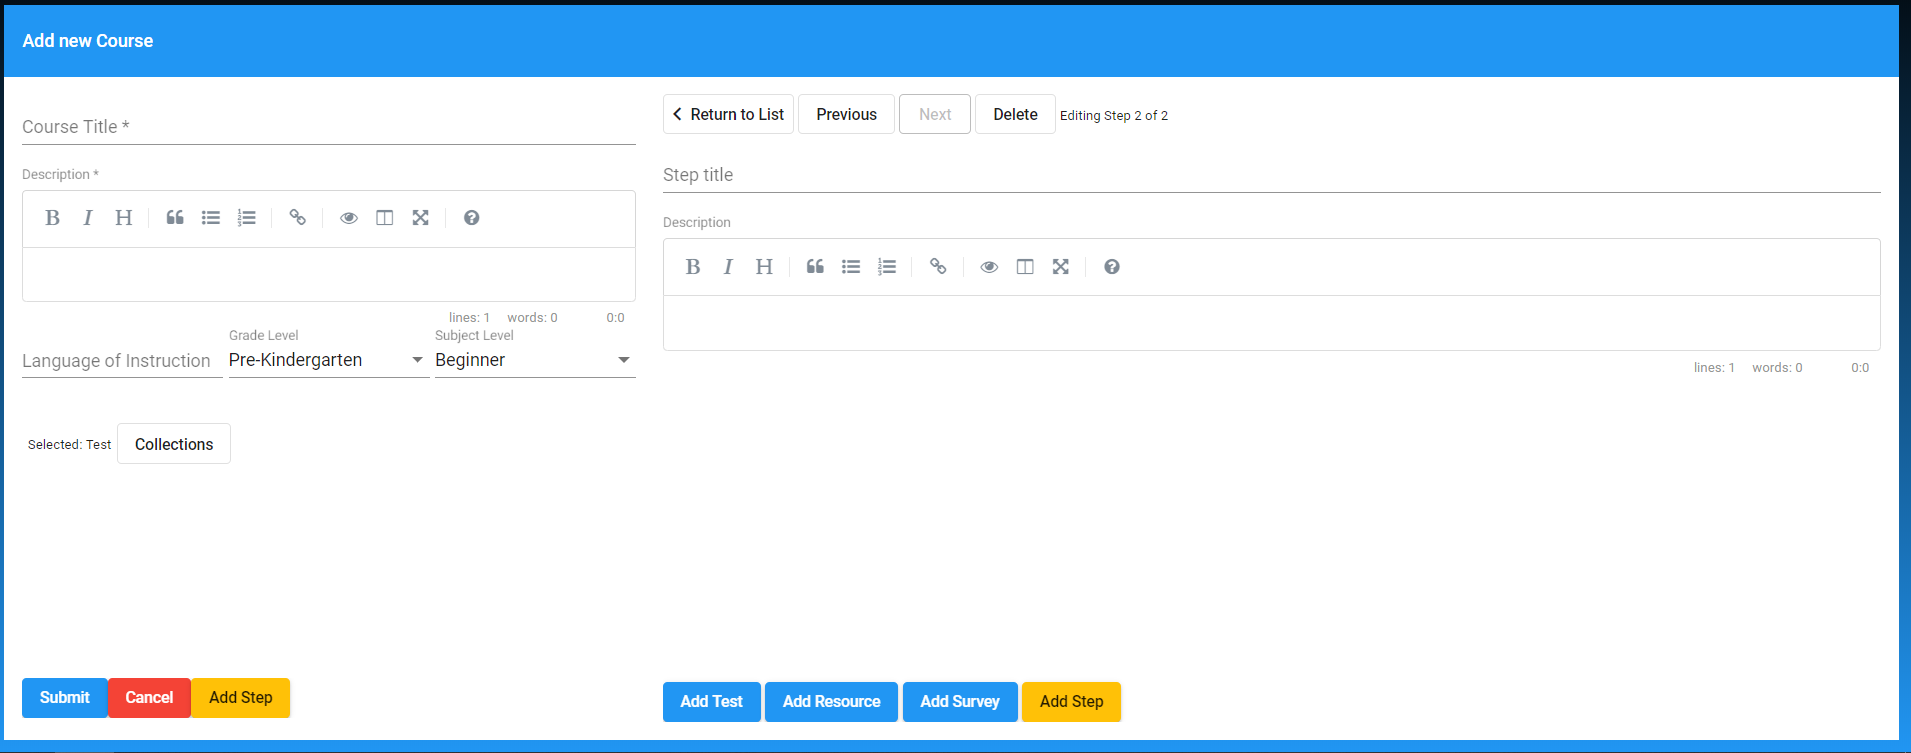 Add new Course
Course Title *
Description *
B I H
lines: 1 words: 0 0:0
Grade Level Subject Level
Language of Instruction Pre-Kindergarten Beginner
Selected: Test Collections
Submit Cancel Add Step
Return to List Previous Next Delete Editing Step 2 of 2
Step title
Description
B I H
lines: 1 words: 0 0:0
Add Test Add Resource Add Survey Add Step